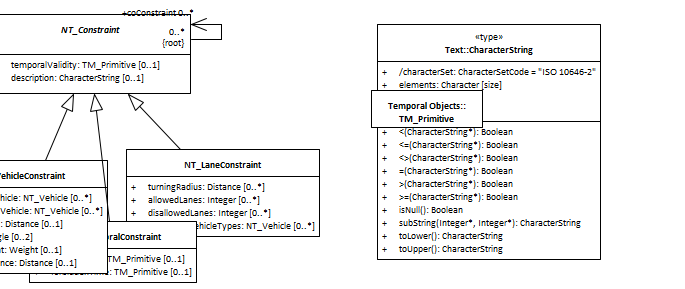 +coConstraint 0..*
NT_Constraint
0..*
{root}
temporalValidity: TM_Primitive [0..1]
description: CharacterString [0..1]
«type»
Text::CharacterString
+ /characterSet: CharacterSetCode = "ISO 10646-2"
+ elements: Character [size]
Temporal Objects::
TM_Primitive
+ <(CharacterString*): Boolean
+ <=(CharacterString*): Boolean
+ <>(CharacterString*): Boolean
+ =(CharacterString*): Boolean
+ >(CharacterString*): Boolean
+ >=(CharacterString*): Boolean
+ isNull(): Boolean
+ subString(Integer*, Integer*): CharacterString
+ toLower(): CharacterString
+ toUpper(): CharacterString
NT_LaneConstraint
+ turningRadius: Distance [0..*]
+ allowedLanes: Integer [0..*]
+ disallowedLanes: Integer [0..*]
hicleTypes: NT_Vehicle [0..*]
ehicleConstraint
hicle: NT_Vehicle [0..*]
Vehicle: NT_Vehicle [0..*]
: Distance [0..1]
gle [0..2]
t: Weight [0..1]
nce: Distance [0..1]
ralConstraint
TM_Primitive [0..1]
TM_Primitive [0..1]